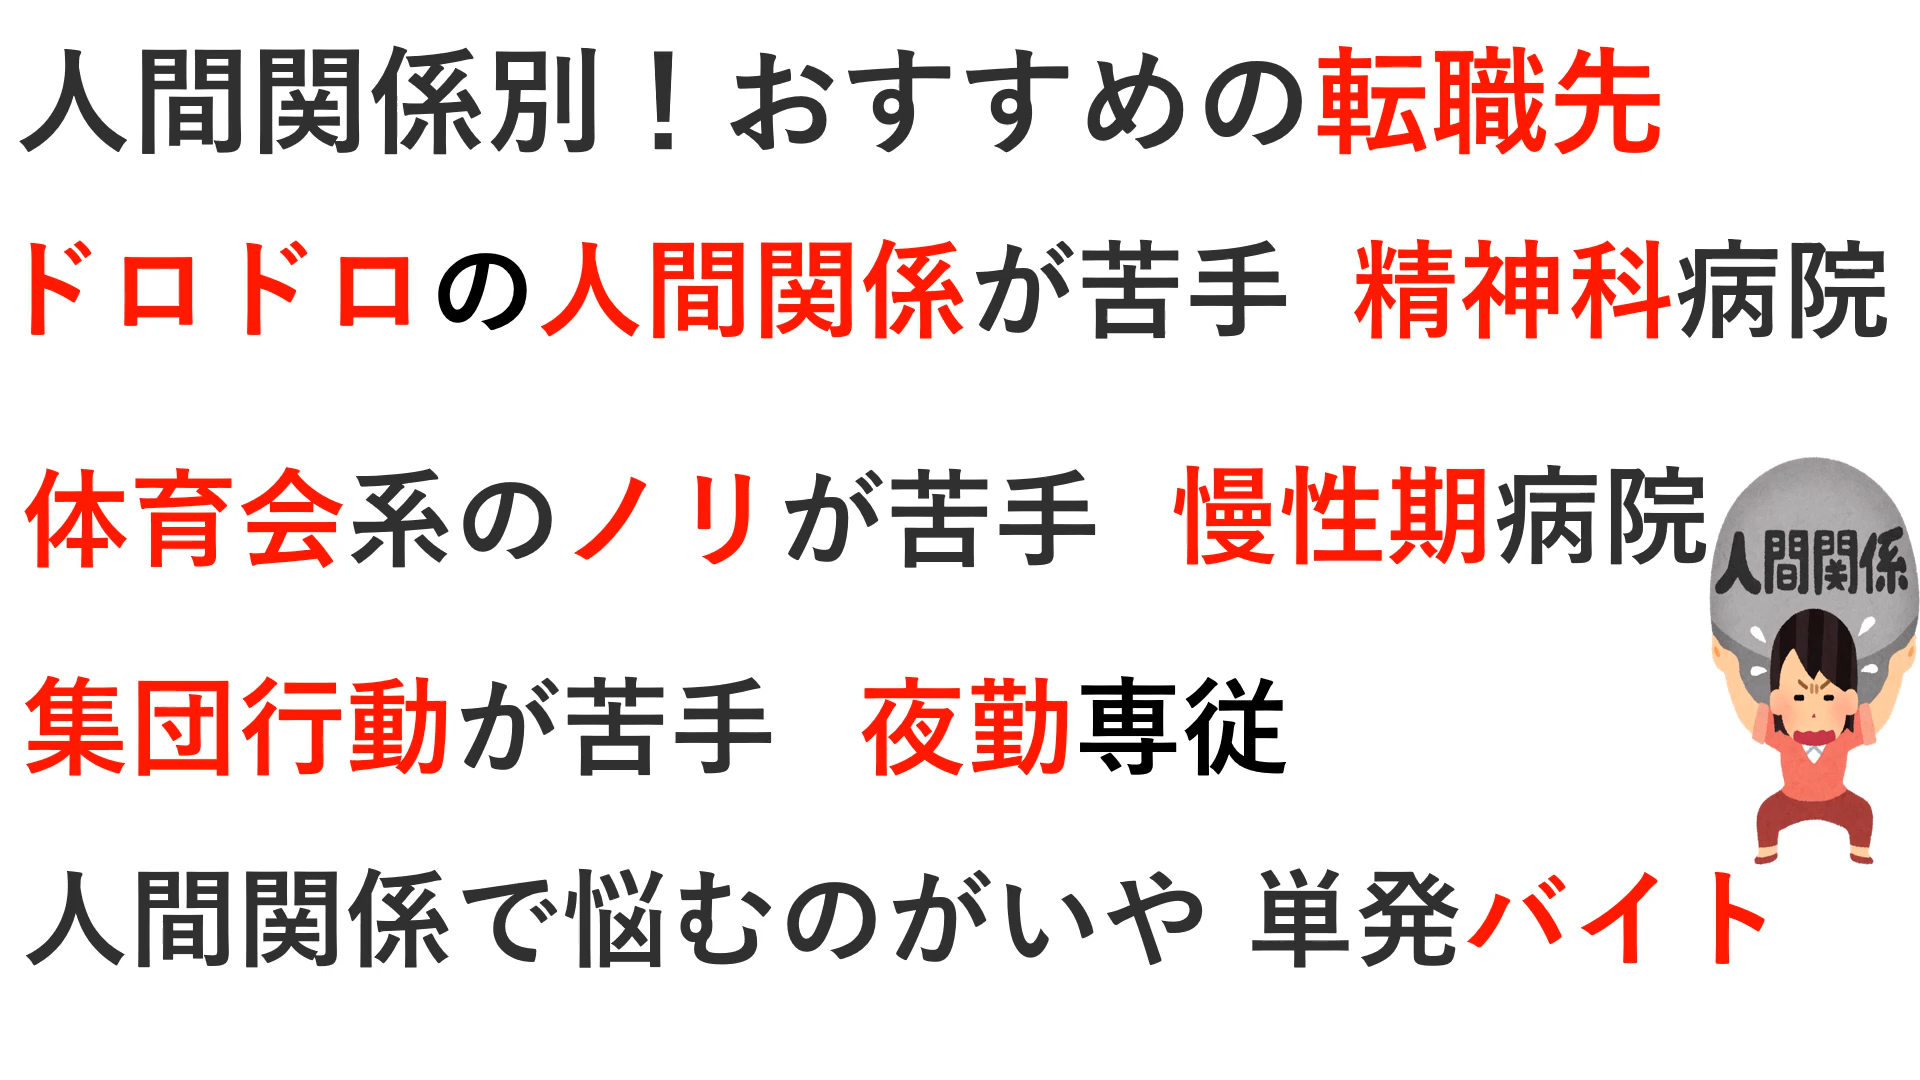 人間関係別！おすすめの転職先
ドロドロの人間関係が苦手 精神科病院
体育会系のノリが苦手 慢性期病院
人間関係
集団行動が苦手 夜勤専従
人間関係で悩むのがいや 単発バイト